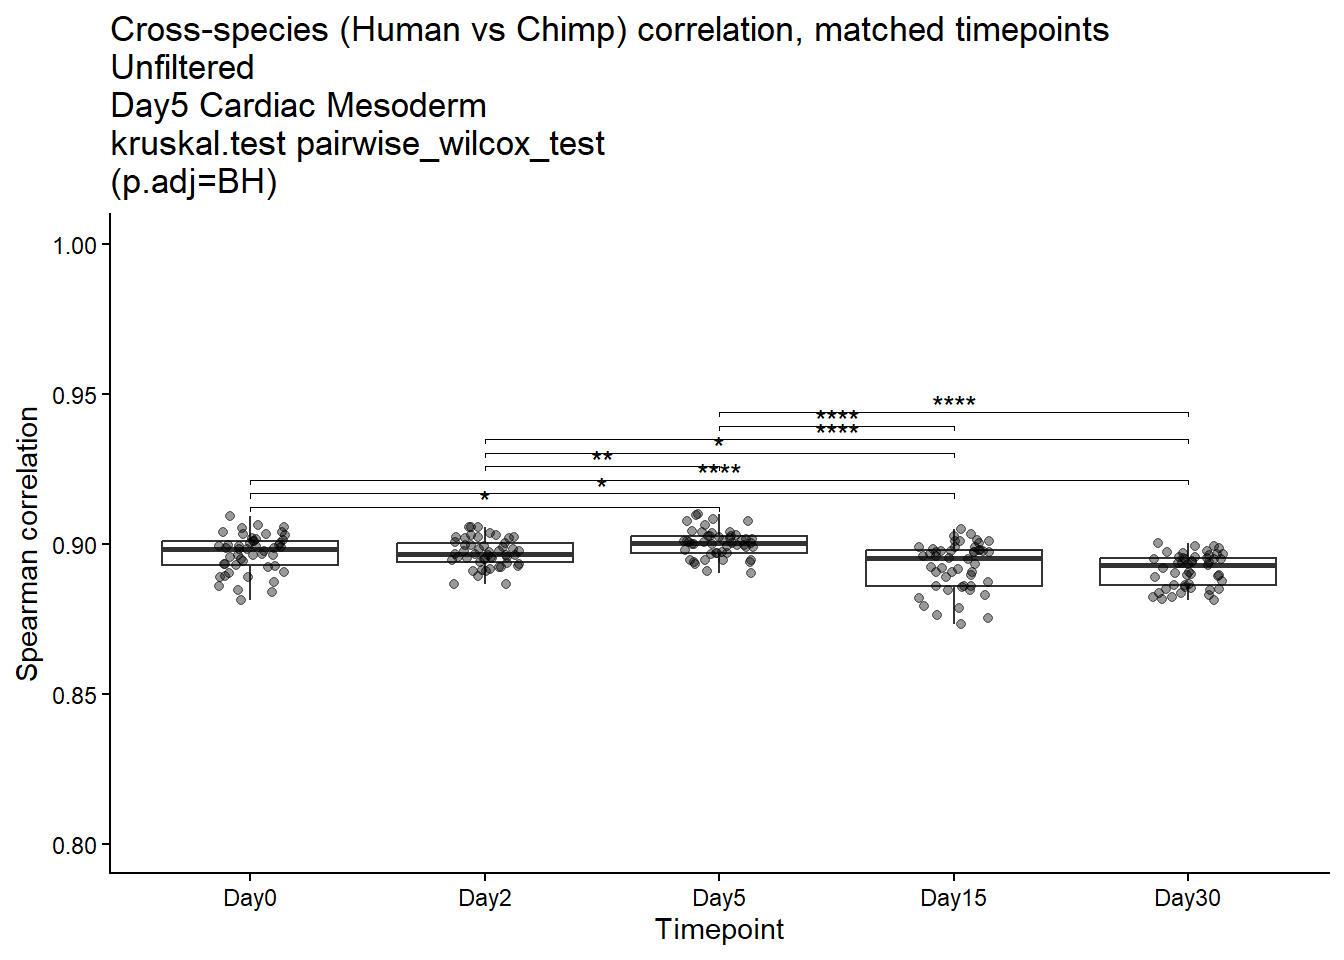 Cross-species (Human vs Chimp) correlation, matched timepoints
Unfiltered
Day5 Cardiac Mesoderm
kruskal.test pairwise_wilcox_test
(p.adj=BH)
1.00
0.95
0.90
0.85
0.80
Spearman correlation
****
****
****
*
**
****
*
*
Day0 Day2 Day5 Day15 Day30
Timepoint